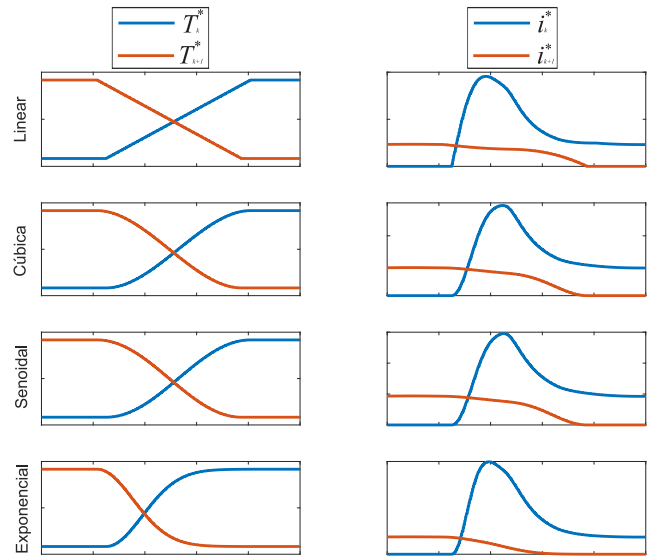 T*k
T*k+1
i*k
i*k+1
Linear
Cúbica
Senoidal
Exponencial